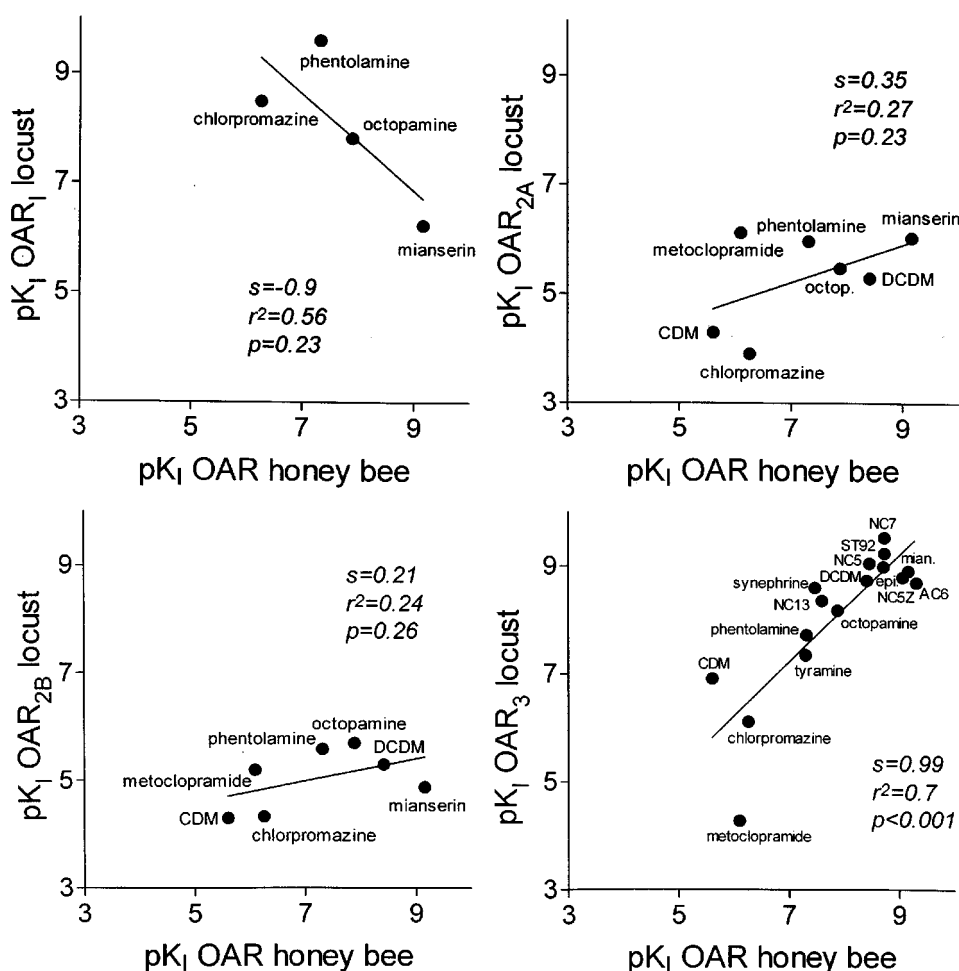 9
7
5
3
pKI OAR1 locust
phentolamine
chlorpromazine
octopamine
mianserin
s=-0.9
r²=0.56
p=0.23
3
5
7
9
pKI OAR honey bee
9
7
5
3
pKI OAR2A locust
s=0.35
r²=0.27
p=0.23
mianserin
phentolamine
metoclopramide
octop.
DCDM
CDM
chlorpromazine
3
5
7
9
pKI OAR honey bee
9
7
5
3
pKI OAR2B locust
s=0.21
r²=0.24
p=0.26
octopamine
phentolamine
DCDM
metoclopramide
mianserin
CDM
chlorpromazine
3
5
7
9
pKI OAR honey bee
9
7
5
3
pKI OAR3 locust
NC7
ST92
NC5
mian.
DCDM
epi.
synephrine
NC5Z
AC6
NC13
octopamine
phentolamine
tyramine
CDM
chlorpromazine
metoclopramide
s=0.99
r²=0.7
p<0.001
3
5
7
9
pKI OAR honey bee